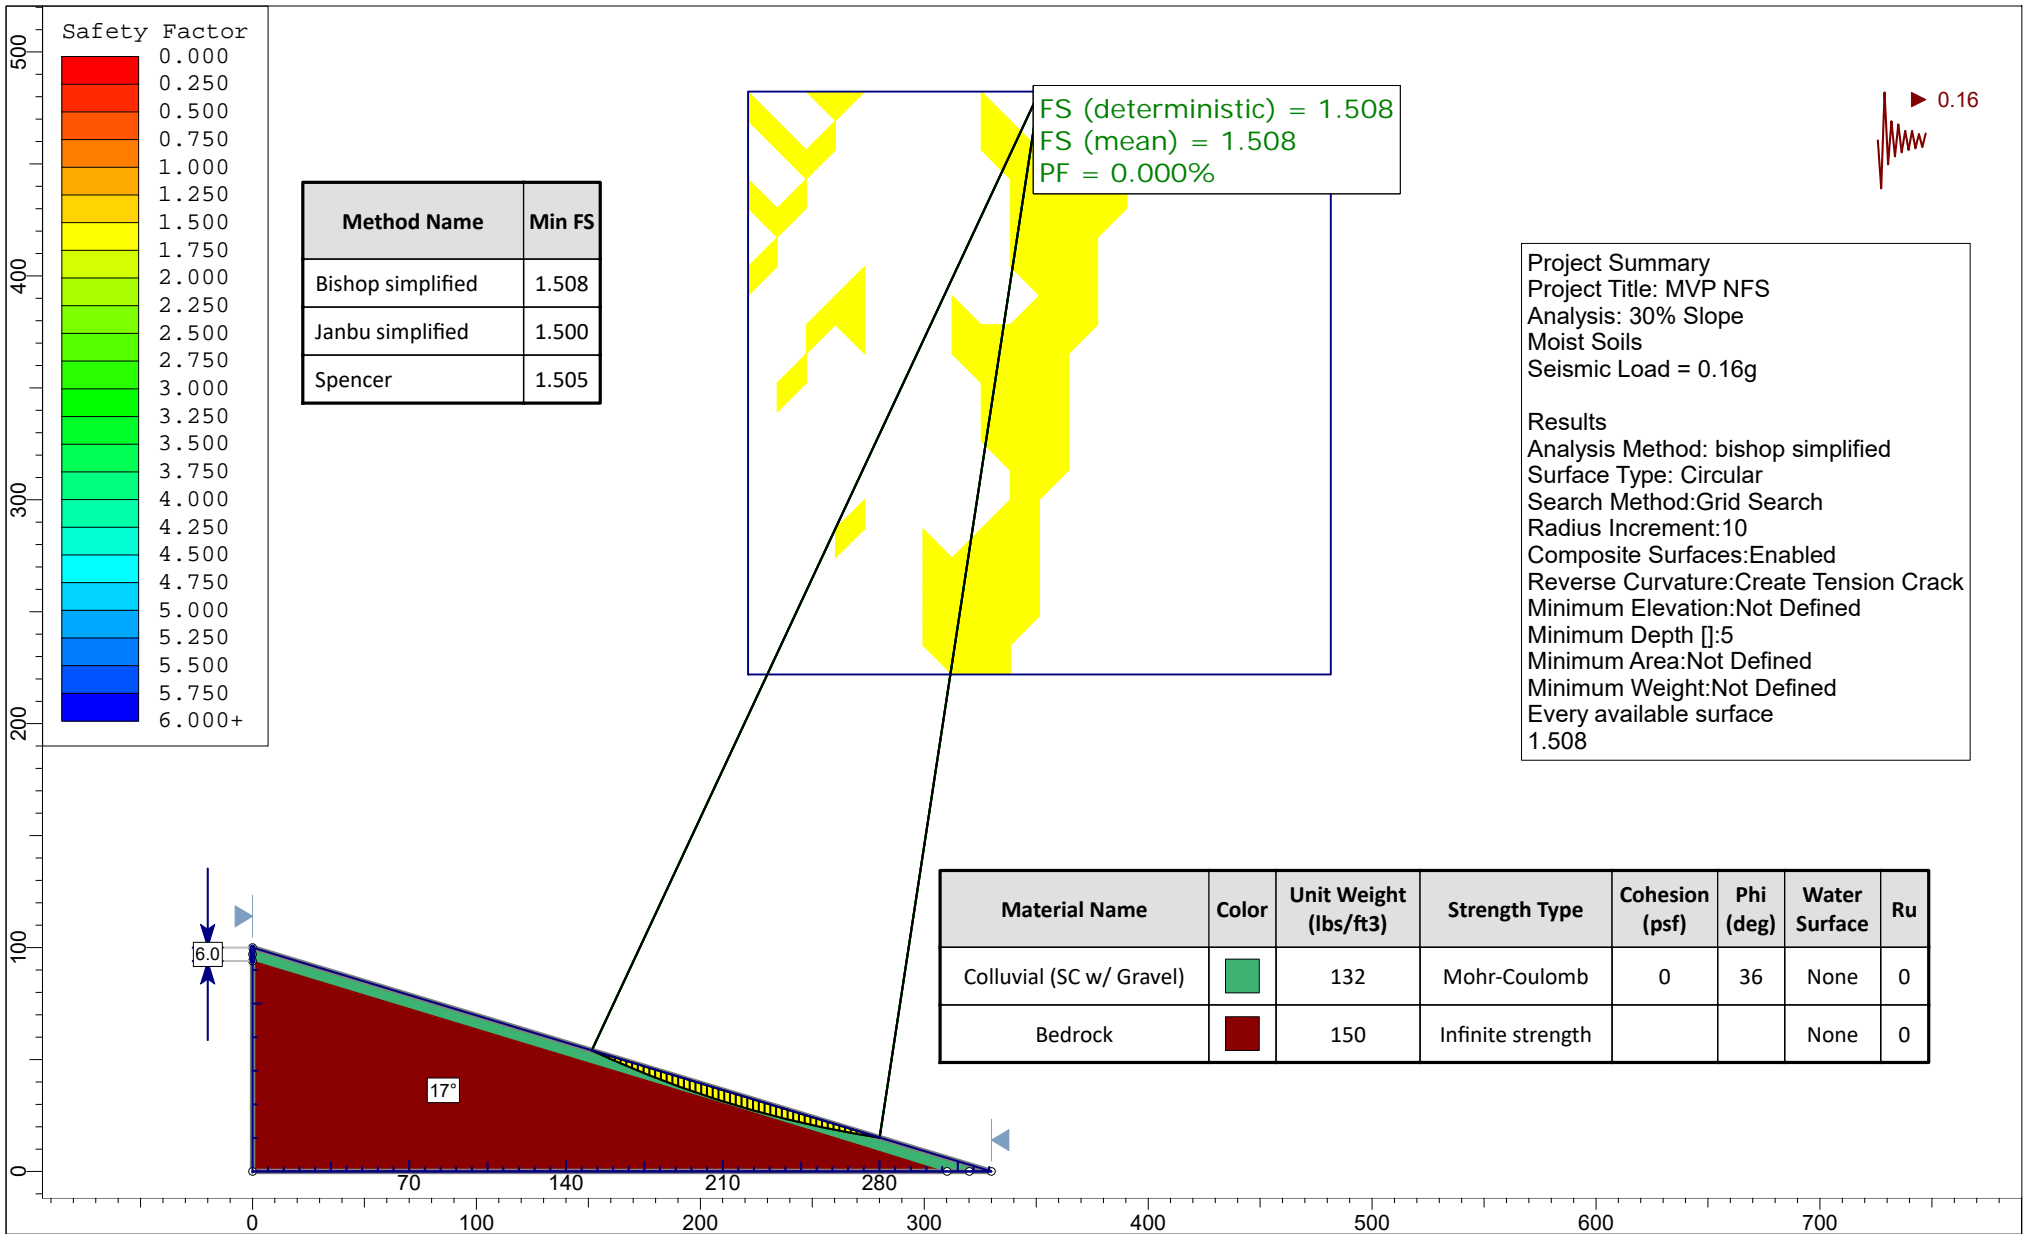 Safety Factor
0.000
0.250
0.500
0.750
1.000
1.250
1.500
1.750
2.000
2.250
2.500
2.750
3.000
3.250
3.500
3.750
4.000
4.250
4.500
4.750
5.000
5.250
5.500
5.750
6.000+
Method Name Min FS
Bishop simplified 1.508
Janbu simplified 1.500
Spencer 1.505
FS (deterministic) = 1.508
FS (mean) = 1.508
PF = 0.000%
0.16
Project Summary
Project Title: MVP NFS
Analysis: 30% Slope
Moist Soils
Seismic Load = 0.16g
Results
Analysis Method: bishop simplified
Surface Type: Circular
Search Method:Grid Search
Radius Increment:10
Composite Surfaces:Enabled
Reverse Curvature:Create Tension Crack
Minimum Elevation:Not Defined
Minimum Depth []:5
Minimum Area:Not Defined
Minimum Weight:Not Defined
Every available surface
1.508
Material Name Color Unit Weight (lbs/ft3) Strength Type Cohesion (psf) Phi (deg) Water Surface Ru
Colluvial (SC w/ Gravel) 132 Mohr-Coulomb 0 36 None 0
Bedrock 150 Infinite strength None 0
6.0
17°
70 140 210 280
500
400
300
200
100
0
0 100 200 300 400 500 600 700